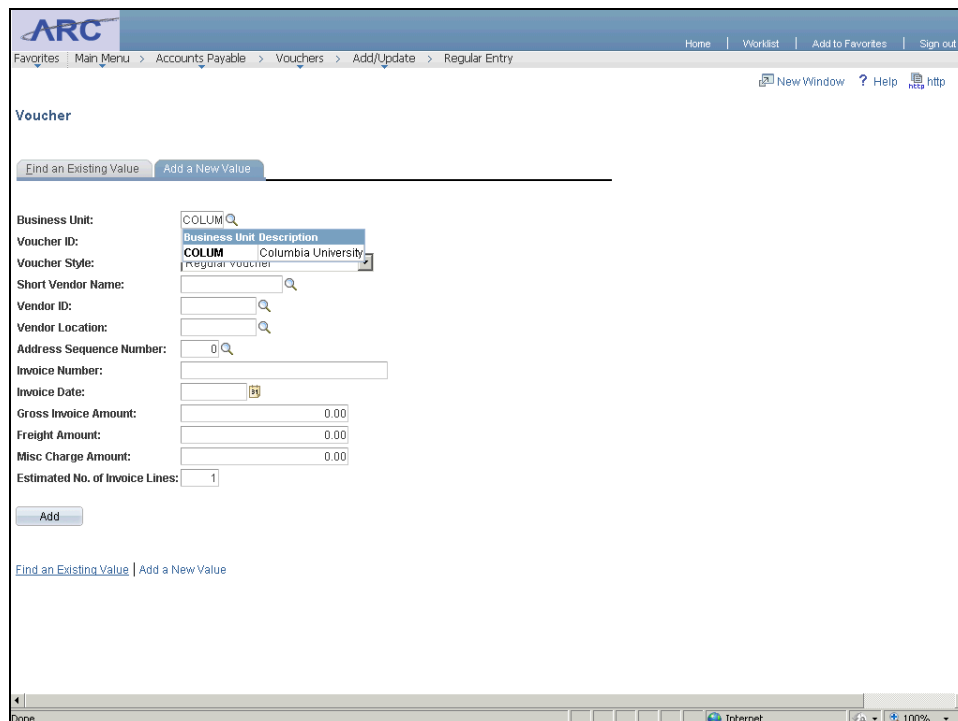 ARC
Home | Worklist | Add to Favorites | Sign out
Favorites Main Menu > Accounts Payable > Vouchers > Add/Update > Regular Entry
New Window ? Help http
Voucher
Find an Existing Value Add a New Value
Business Unit: COLUM
Business Unit Description
Voucher ID:
COLUM Columbia University
Voucher Style: Regular Voucher
Short Vendor Name:
Vendor ID:
Vendor Location:
Address Sequence Number: 0
Invoice Number:
Invoice Date: 31
Gross Invoice Amount: 0.00
Freight Amount: 0.00
Misc Charge Amount: 0.00
Estimated No. of Invoice Lines: 1
Add
Find an Existing Value | Add a New Value
Done Internet 100%